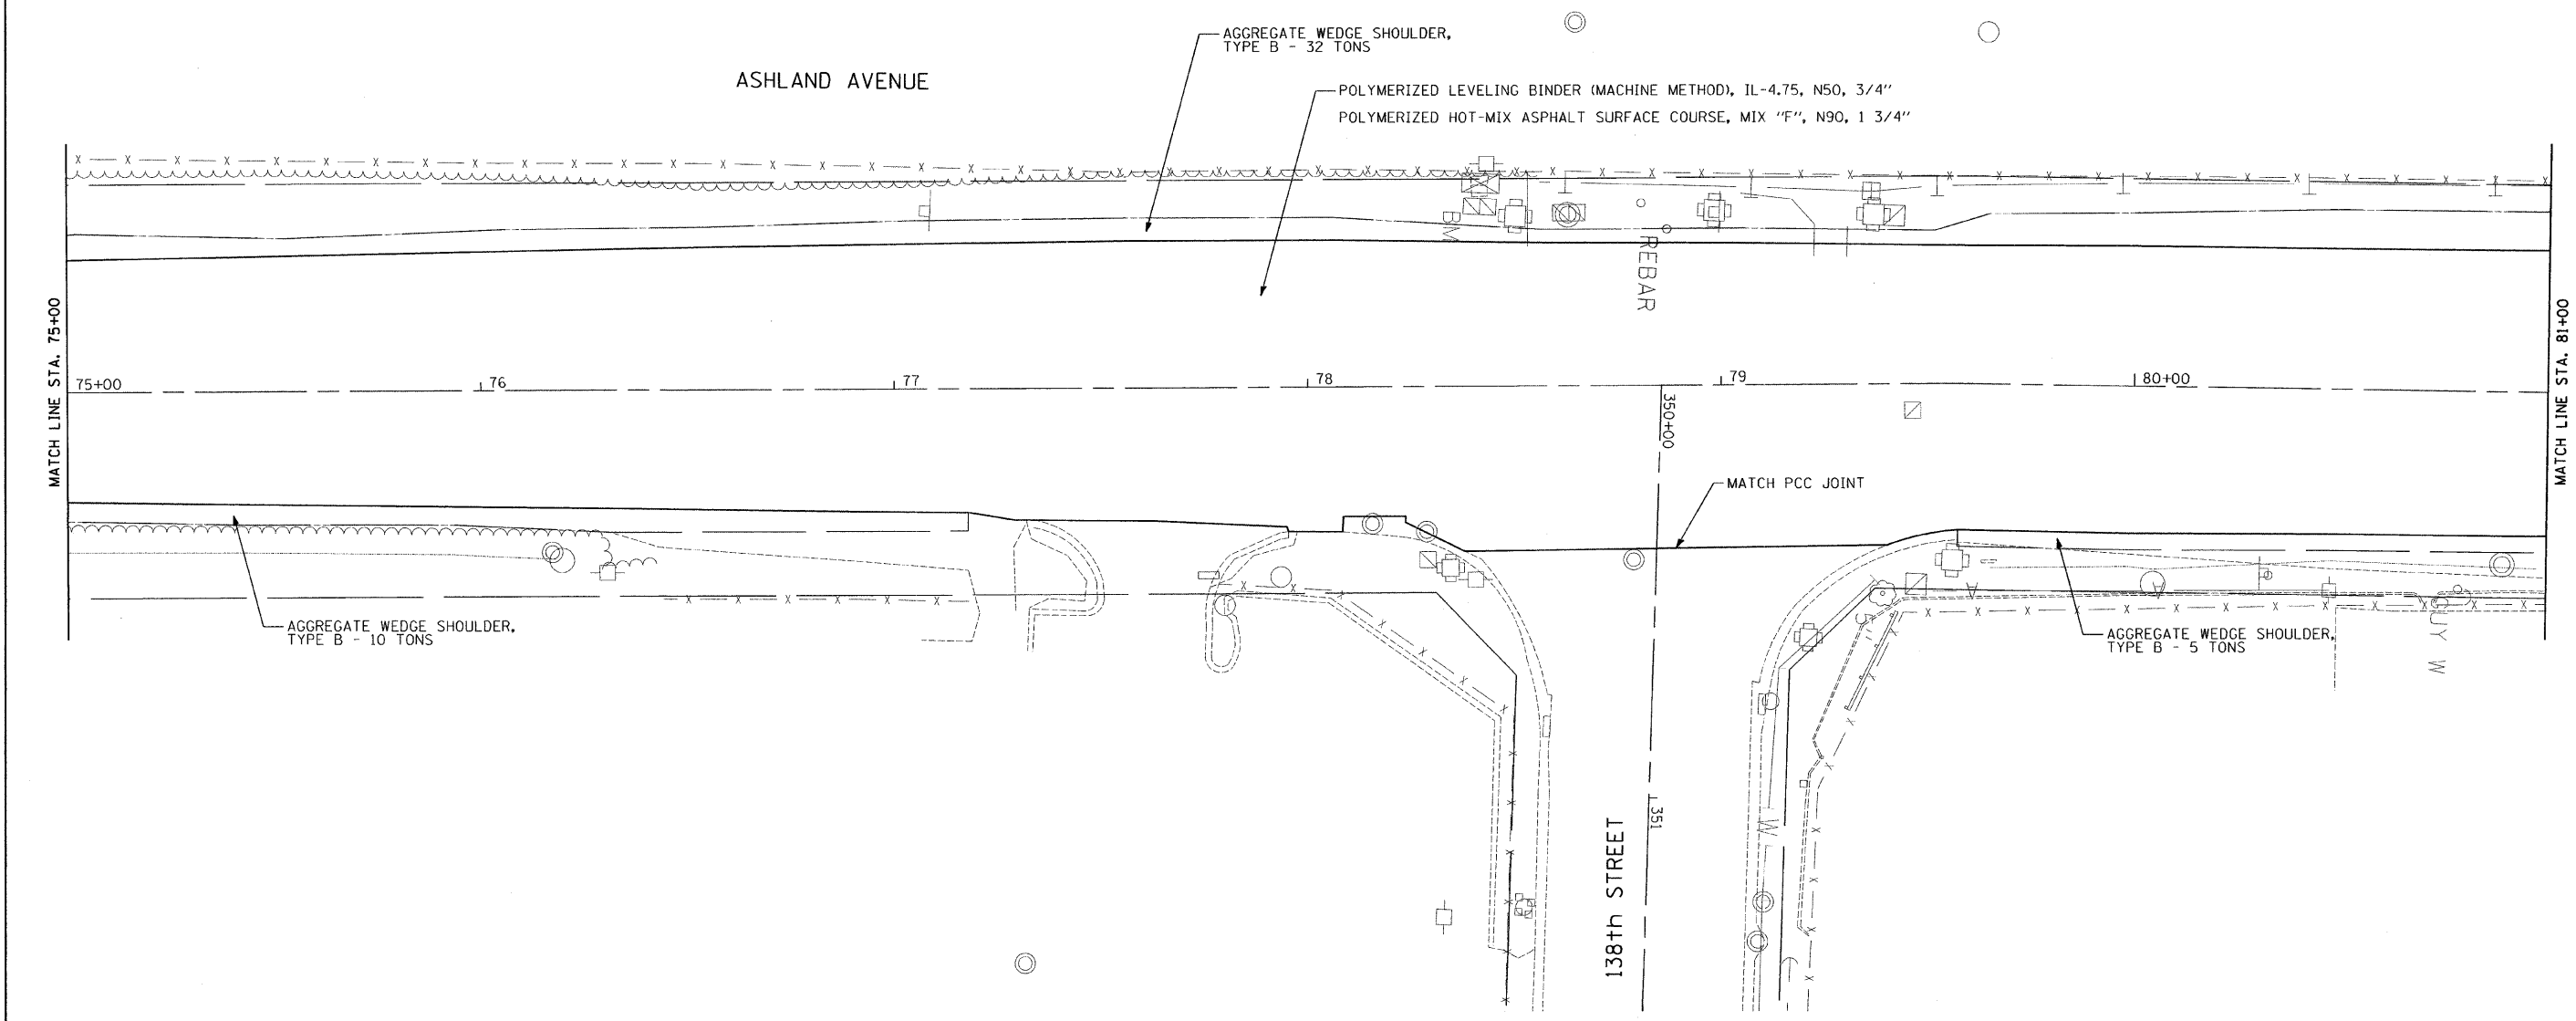 AGGREGATE WEDGE SHOULDER,
TYPE B - 32 TONS
ASHLAND AVENUE
POLYMERIZED LEVELING BINDER (MACHINE METHOD), IL-4.75, N50, 3/4"
POLYMERIZED HOT-MIX ASPHALT SURFACE COURSE, MIX "F", N90, 1 3/4"
BM
REBAR
MATCH LINE STA. 75+00
MATCH LINE STA. 81+00
75+00
76
77
78
79
80+00
350+00
MATCH PCC JOINT
AGGREGATE WEDGE SHOULDER,
TYPE B - 10 TONS
AGGREGATE WEDGE SHOULDER,
TYPE B - 5 TONS
351
W
138th STREET